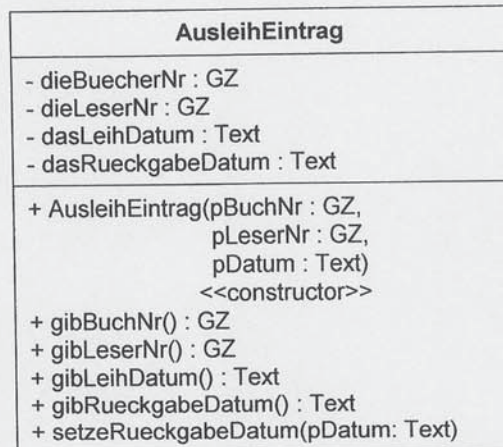 AusleihEintrag
- dieBuecherNr : GZ
- dieLeserNr : GZ
- dasLeihDatum : Text
- dasRueckgabeDatum : Text
+ AusleihEintrag(pBuchNr : GZ,
pLeserNr : GZ,
pDatum : Text)
<<constructor>>
+ gibBuchNr() : GZ
+ gibLeserNr() : GZ
+ gibLeihDatum() : Text
+ gibRueckgabeDatum() : Text
+ setzeRueckgabeDatum(pDatum: Text)